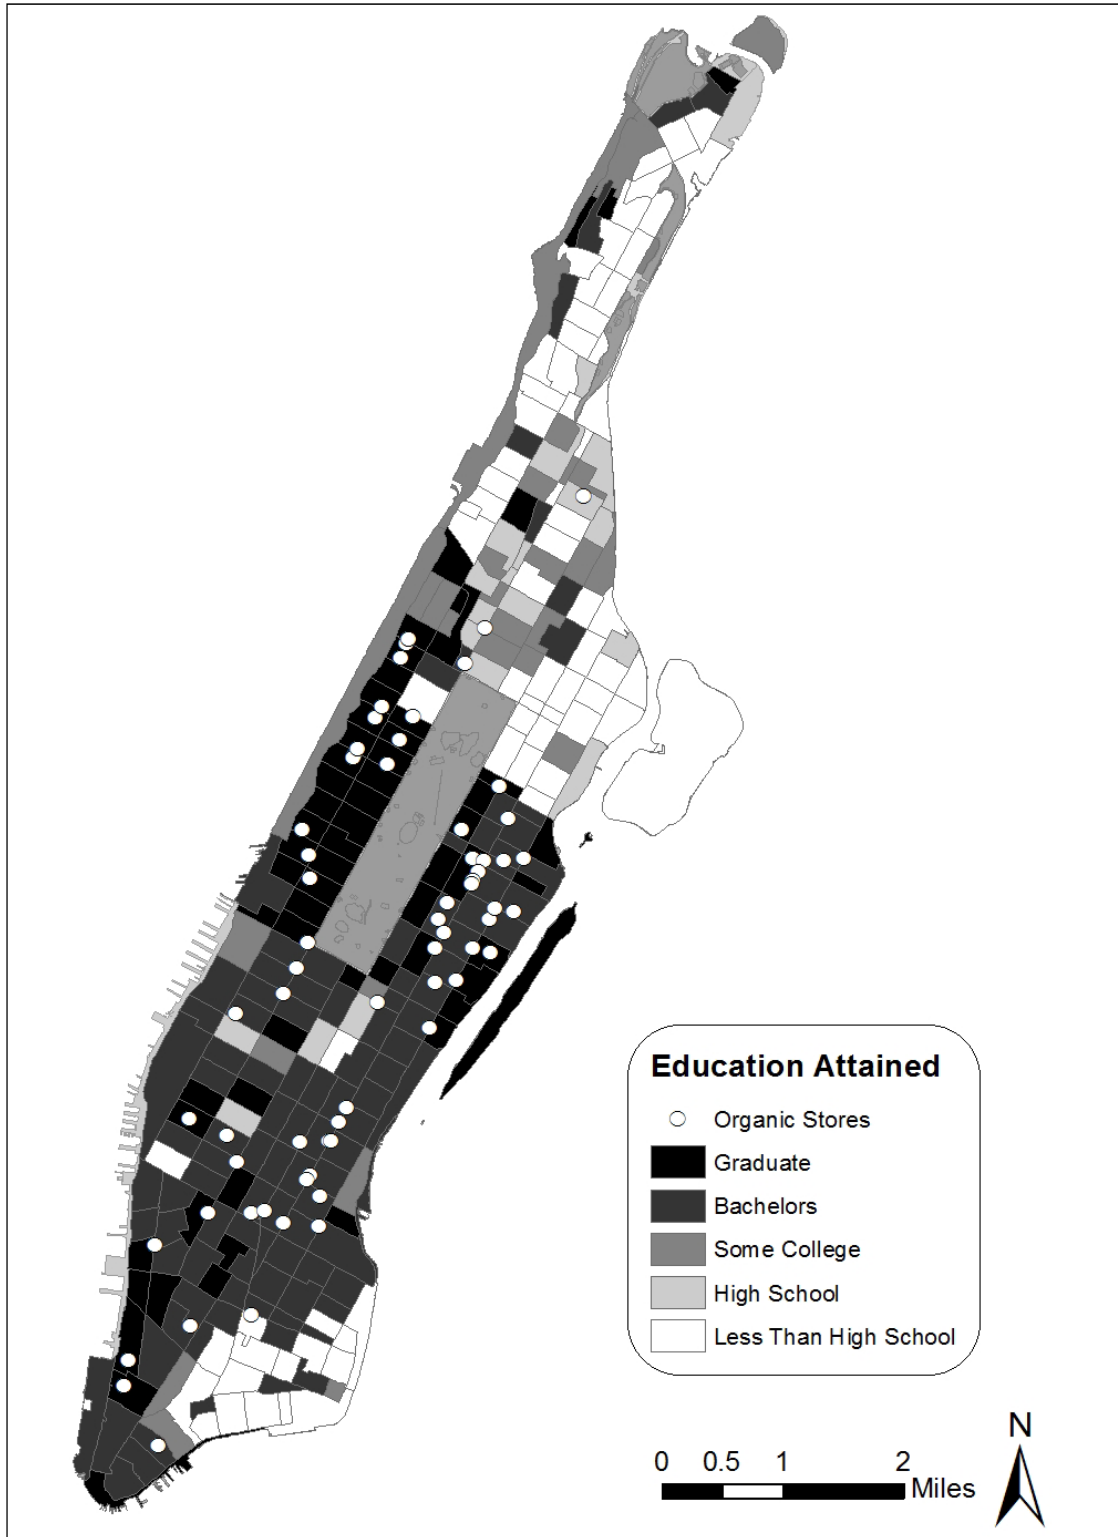 Education Attained
Organic Stores
Graduate
Bachelors
Some College
High School
Less Than High School
0 0.5 1 2
Miles
N